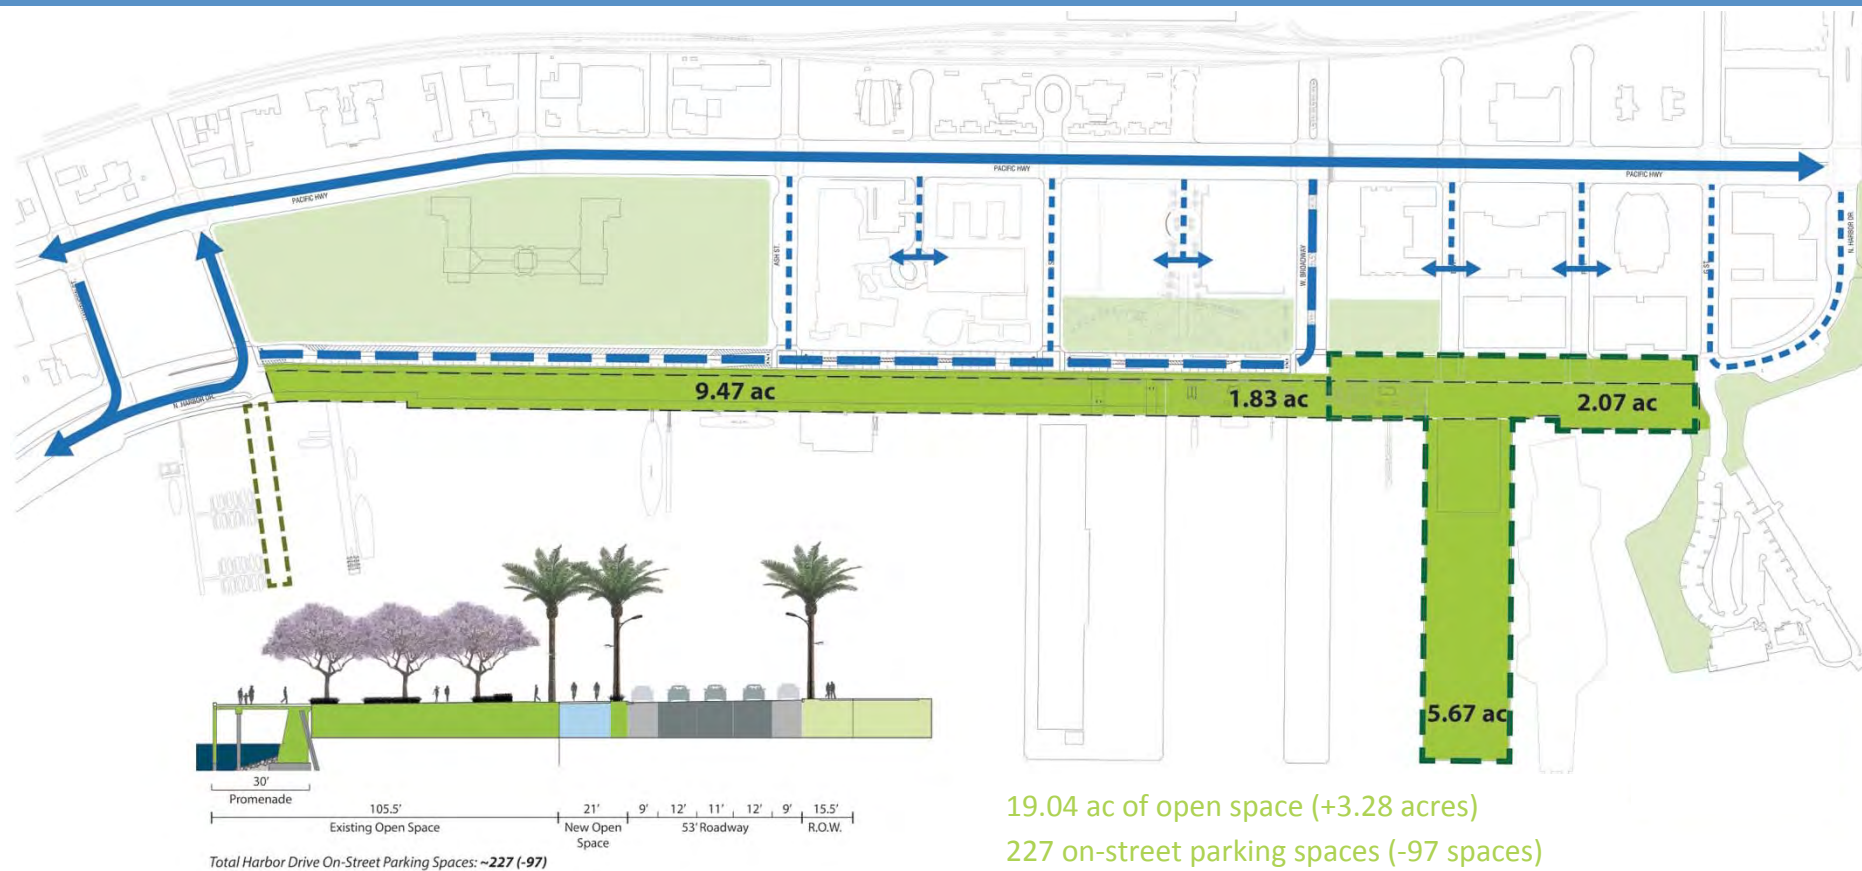 PACIFIC HWY
PACIFIC HWY
PACIFIC HWY
ASH ST.
W. BROADWAY
G ST.
N. HARBOR DR.
N. HARBOR DR.
9.47 ac
1.83 ac
2.07 ac
5.67 ac
30'
Promenade
105.5'
21'
9'
12'
11'
12'
9'
15.5'
Existing Open Space
New Open
Space
53' Roadway
R.O.W.
Total Harbor Drive On-Street Parking Spaces: ~227 (-97)
19.04 ac of open space (+3.28 acres)
227 on-street parking spaces (-97 spaces)